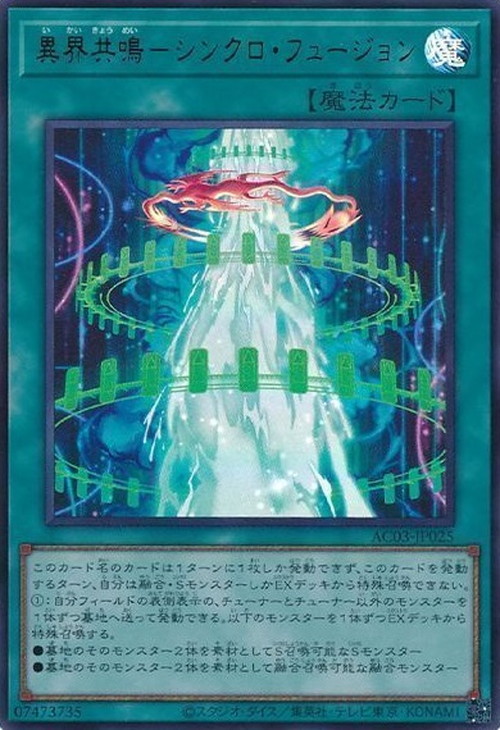 異界共鳴－シンクロ・フュージョン 魔
【魔法カード】
AC03-JP025
このカード名のカードは１ターンに１枚しか発動できず、このカードを発動
するターン、自分は融合・SモンスターしかEXデッキから特殊召喚できない。
①：自分フィールドの表側表示の、チューナーとチューナー以外のモンスターを
１体ずつ墓地へ送って発動できる。以下のモンスターを１体ずつEXデッキから
特殊召喚する。
●墓地のそのモンスター２体を素材としてS召喚可能なSモンスター
●墓地のそのモンスター２体を素材として融合召喚可能な融合モンスター
07473735 ©スタジオ・ダイス／集英社・テレビ東京・KONAMI